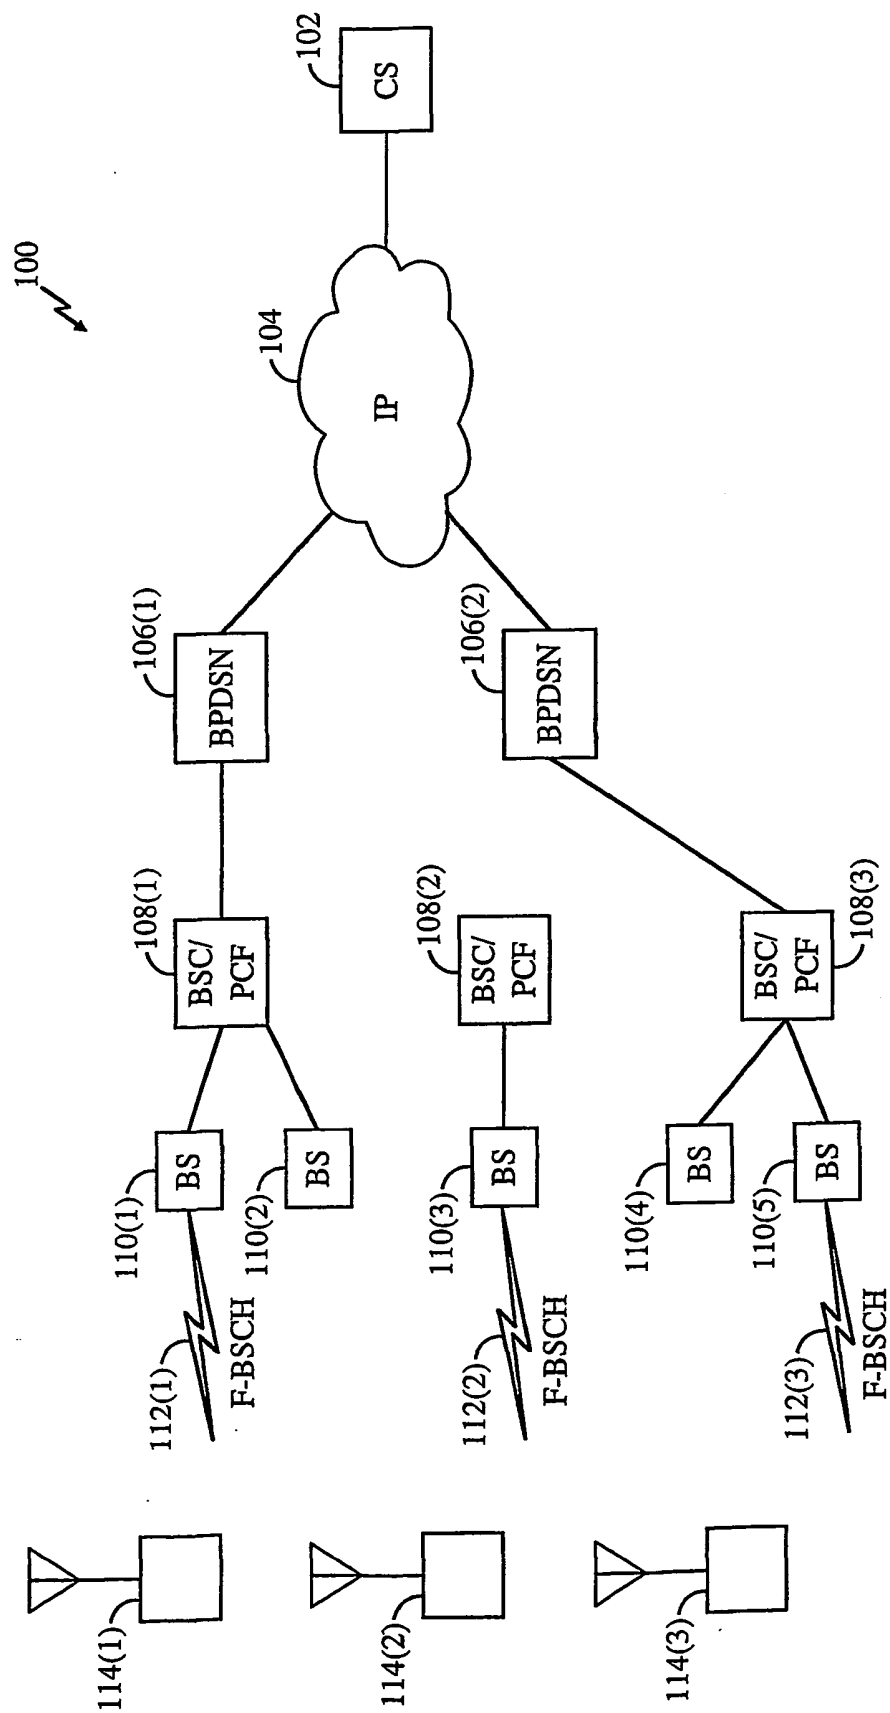 100
102
CS
104
IP
106(1)
BPDSN
106(2)
BPDSN
108(1)
BSC/
PCF
108(2)
BSC/
PCF
108(3)
BSC/
PCF
110(1)
BS
110(2)
BS
110(3)
BS
110(4)
BS
110(5)
BS
112(1)
F-BSCH
112(2)
F-BSCH
112(3)
F-BSCH
114(1)
114(2)
114(3)